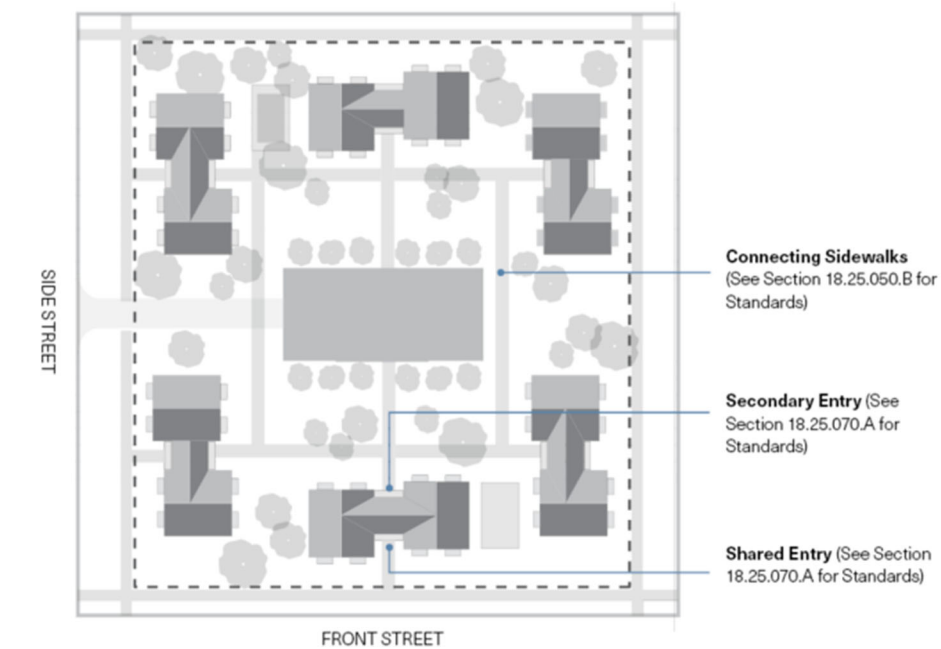 Connecting Sidewalks
(See Section 18.25.050.B for
Standards)
SIDE STREET
Secondary Entry (See
Section 18.25.070.A for
Standards)
Shared Entry (See Section
18.25.070.A for Standards)
FRONT STREET